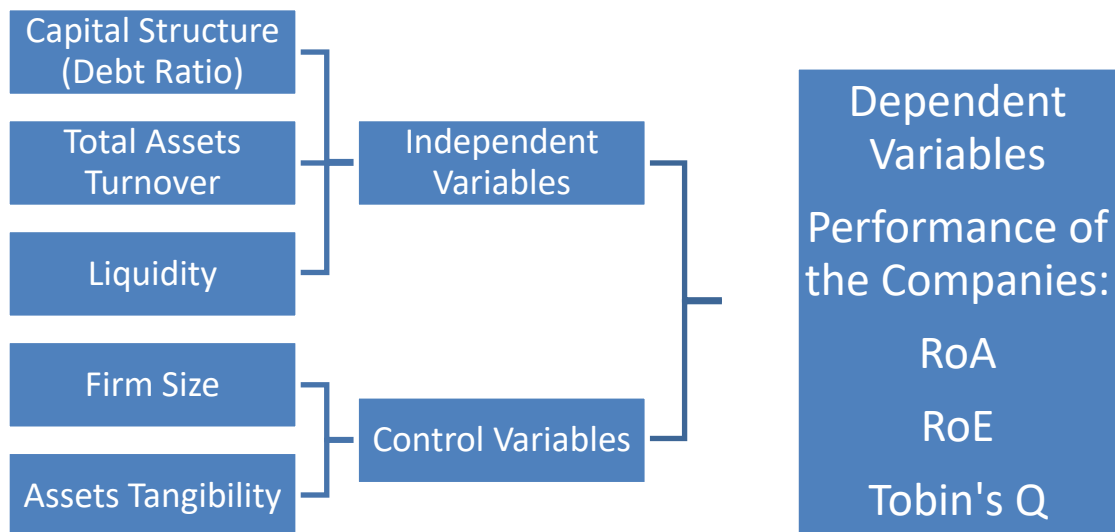 Capital Structure
(Debt Ratio)
Total Assets
Turnover
Liquidity
Firm Size
Assets Tangibility
Independent
Variables
Control Variables
Dependent
Variables
Performance of
the Companies:
RoA
RoE
Tobin's Q